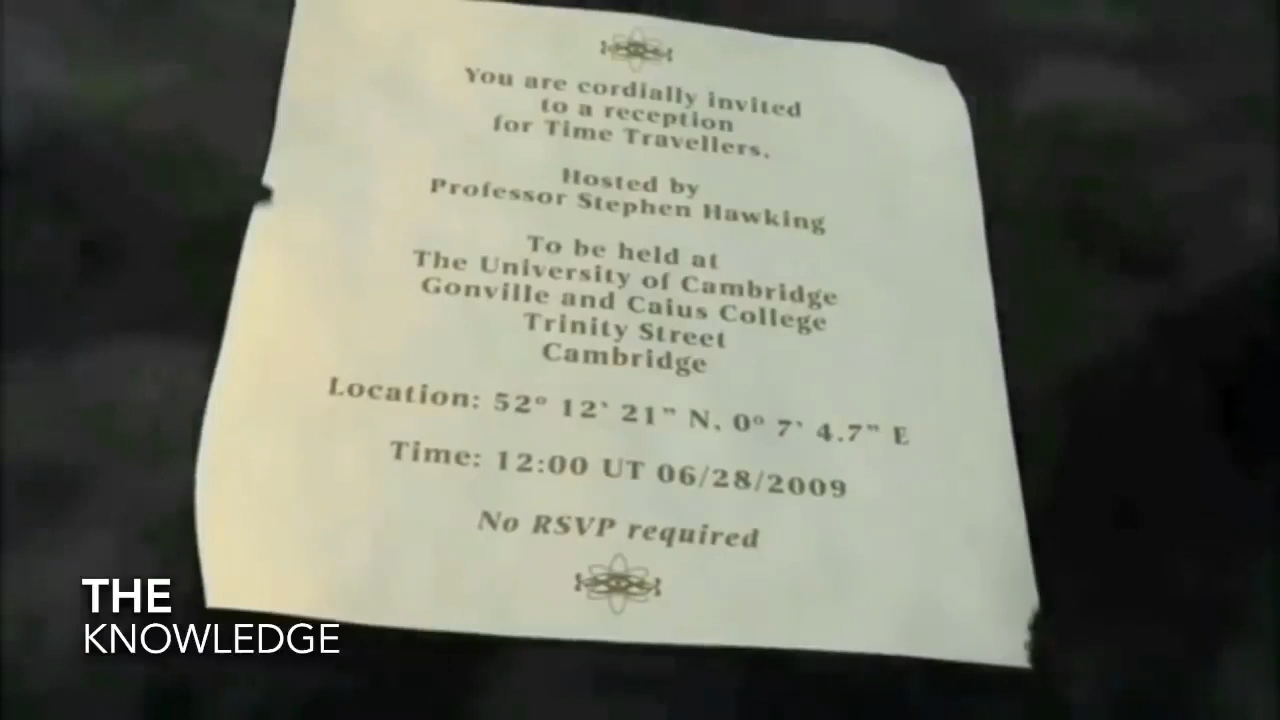 You are cordially invited
to a reception
for Time Travellers.
Hosted by
Professor Stephen Hawking
To be held at
The University of Cambridge
Gonville and Caius College
Trinity Street
Cambridge
Location: 52° 12` 21” N, 0° 7` 4.7” E
Time: 12:00 UT 06/28/2009
No RSVP required
THE
KNOWLEDGE